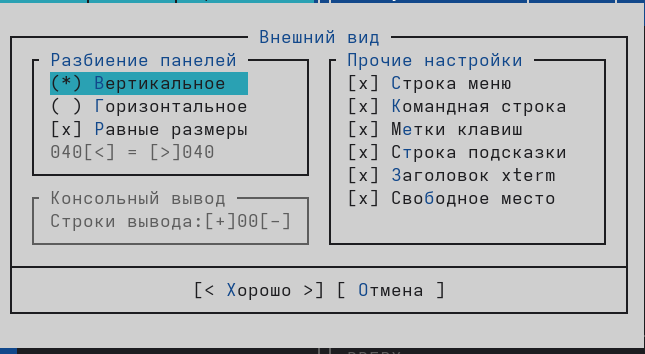 Внешний вид
Разбиение панелей
(*) Вертикальное
( ) Горизонтальное
[x] Равные размеры
040[<] = [>]040
Консольный вывод
Строки вывода:[+]00[-]
Прочие настройки
[x] Строка меню
[x] Командная строка
[x] Метки клавиш
[x] Строка подсказки
[x] Заголовок xterm
[x] Свободное место
[< Хорошо >] [ Отмена ]